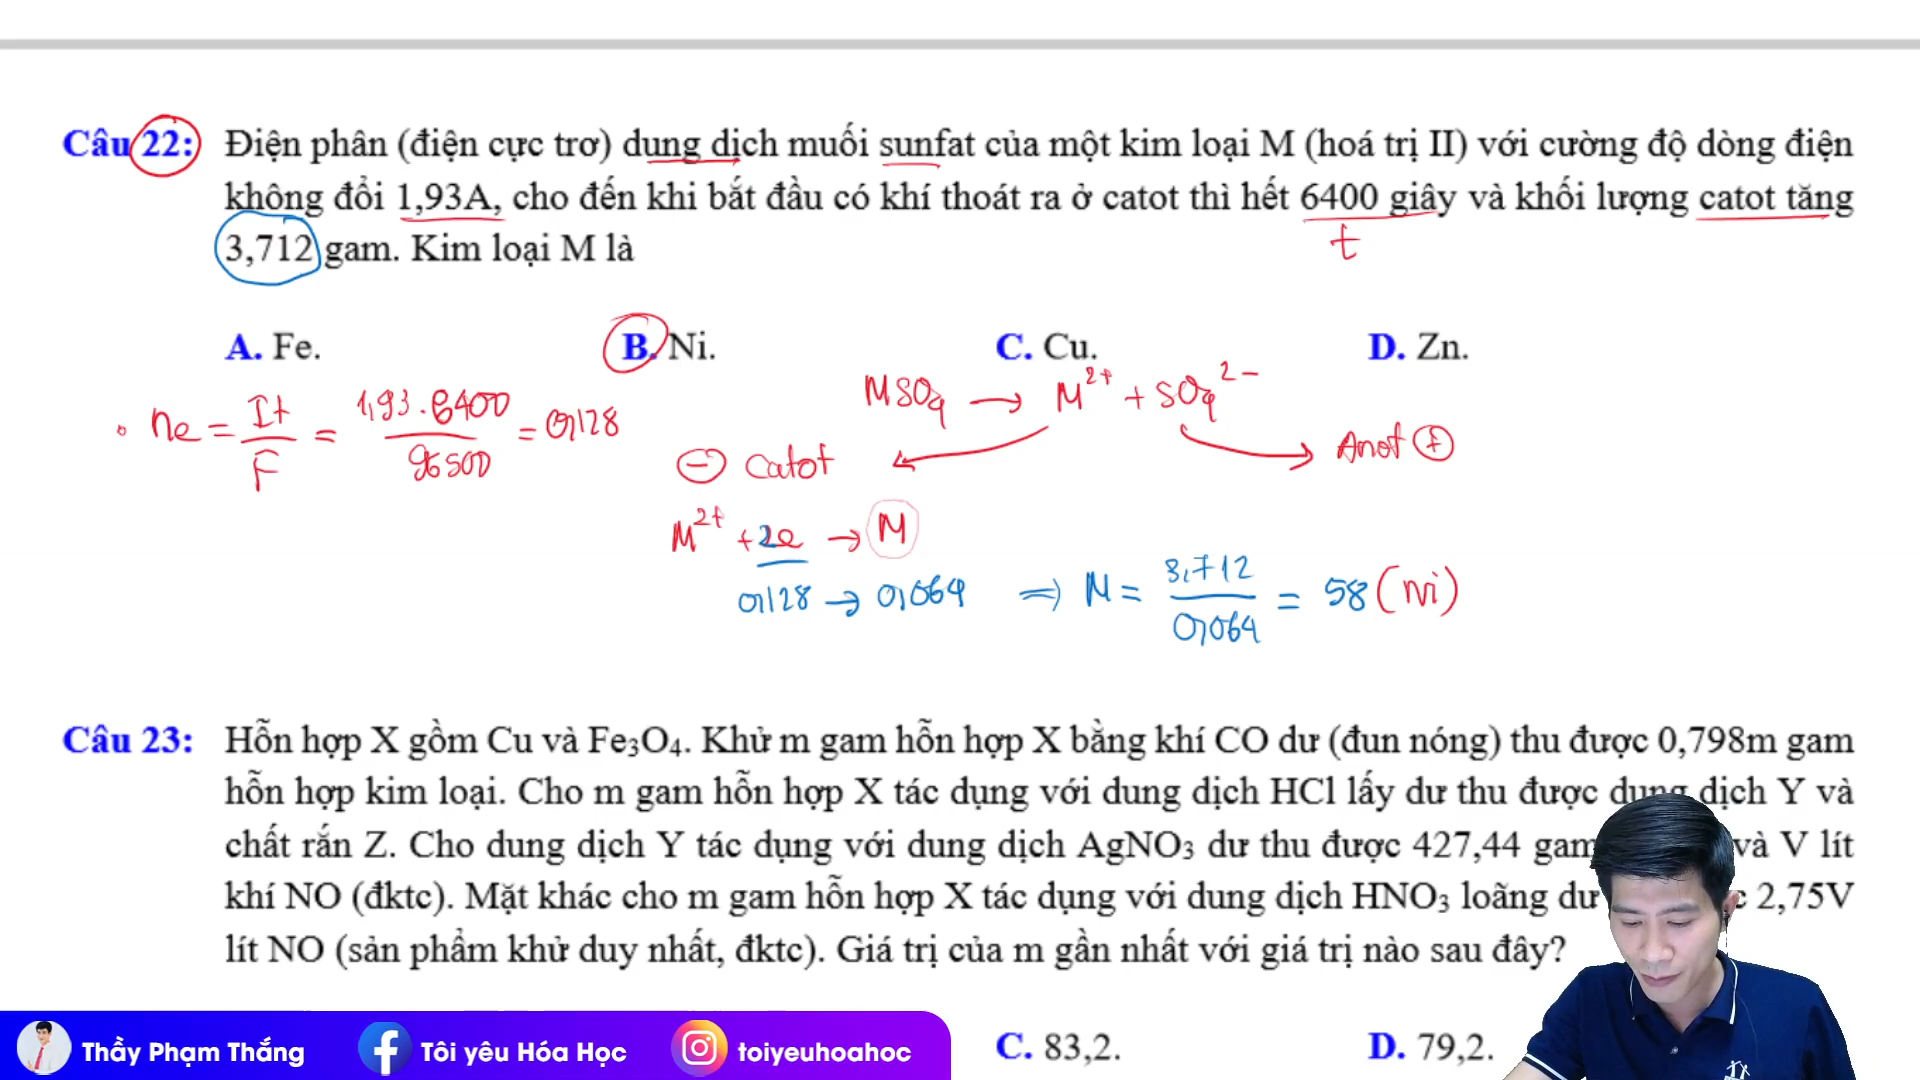 Câu 22: Điện phân (điện cực trơ) dung dịch muối sunfat của một kim loại M (hoá trị II) với cường độ dòng điện
không đổi 1,93A, cho đến khi bắt đầu có khí thoát ra ở catot thì hết 6400 giây và khối lượng catot tăng
t
3,712 gam. Kim loại M là
A. Fe. B. Ni. C. Cu. D. Zn.
MSO4 → M2+ + SO4 2-
ne = It/F = 1,93.6400/96500 = 0,128
⊖ Catot Anot ⊕
M2+ + 2e → M
0,128 → 0,064 ⇒ M = 3,712/0,064 = 58 (Ni)
Câu 23: Hỗn hợp X gồm Cu và Fe3O4. Khử m gam hỗn hợp X bằng khí CO dư (đun nóng) thu được 0,798m gam
hỗn hợp kim loại. Cho m gam hỗn hợp X tác dụng với dung dịch HCl lấy dư thu được dung dịch Y và
chất rắn Z. Cho dung dịch Y tác dụng với dung dịch AgNO3 dư thu được 427,44 gam và V lít
khí NO (đktc). Mặt khác cho m gam hỗn hợp X tác dụng với dung dịch HNO3 loãng dư 2,75V
lít NO (sản phẩm khử duy nhất, đktc). Giá trị của m gần nhất với giá trị nào sau đây?
C. 83,2. D. 79,2.
Thầy Phạm Thắng Tôi yêu Hóa Học toiyeuhoahoc